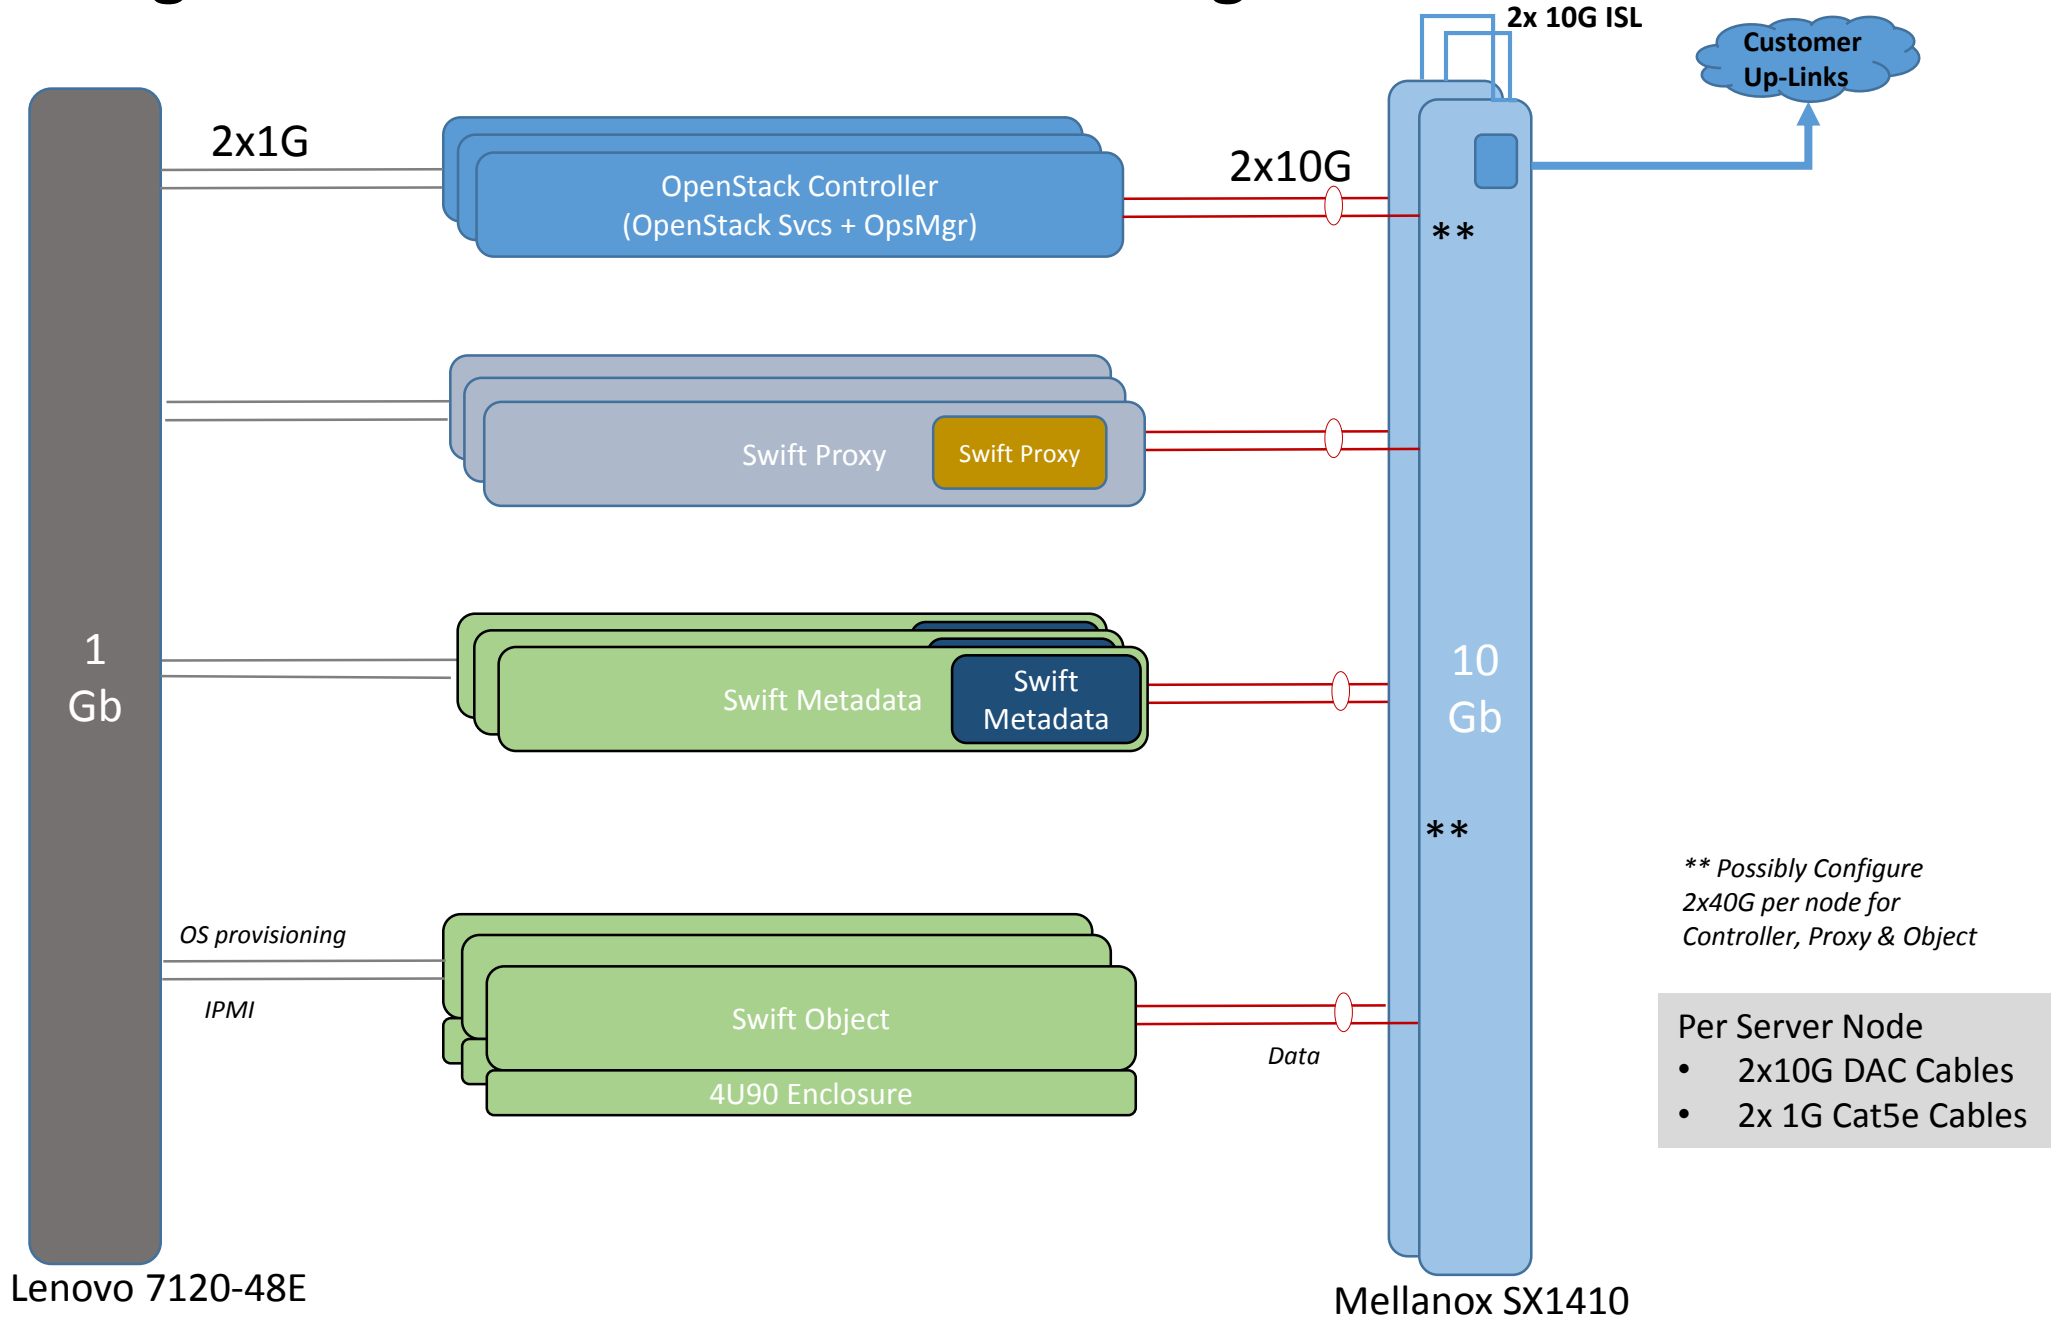 2x 10G ISL
Customer
Up-Links
2x1G
OpenStack Controller
(OpenStack Svcs + OpsMgr)
2x10G
**
Swift Proxy
Swift Proxy
1
Gb
Swift Metadata
Swift
Metadata
10
Gb
**
** Possibly Configure
2x40G per node for
Controller, Proxy & Object
OS provisioning
IPMI
Swift Object
4U90 Enclosure
Data
Per Server Node
• 2x10G DAC Cables
• 2x 1G Cat5e Cables
Lenovo 7120-48E
Mellanox SX1410